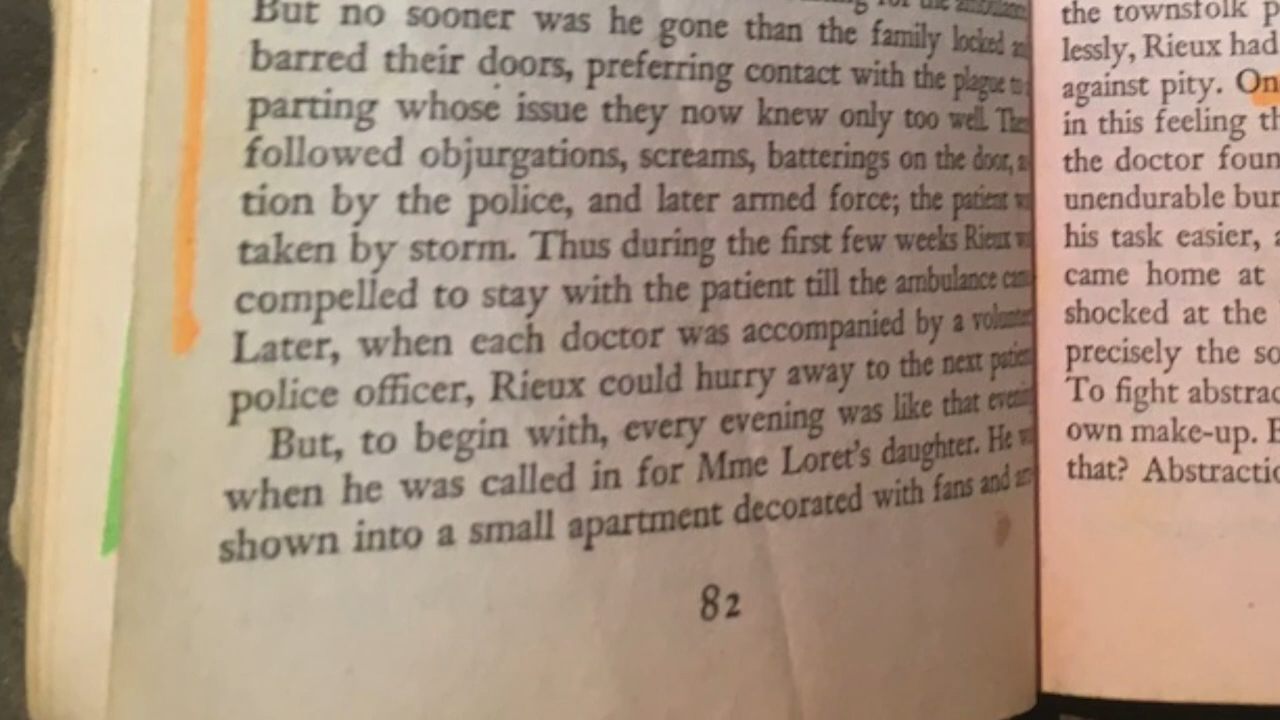 But no sooner was he gone than the family locked
barred their doors, preferring contact with the plague to
parting whose issue they now knew only too well. Then
followed objurgations, screams, batterings on the door,
tion by the police, and later armed force; the patient
taken by storm. Thus during the first few weeks Rieux
compelled to stay with the patient till the ambulance
Later, when each doctor was accompanied by a
police officer, Rieux could hurry away to the next
But, to begin with, every evening was like that
when he was called in for Mme Loret's daughter. He
shown into a small apartment decorated with fans and
82
the townsfolk
lessly, Rieux had
against pity. On
in this feeling
the doctor
unendurable
his task easier,
came home at
shocked at the
precisely the
To fight
own make-up.
that?